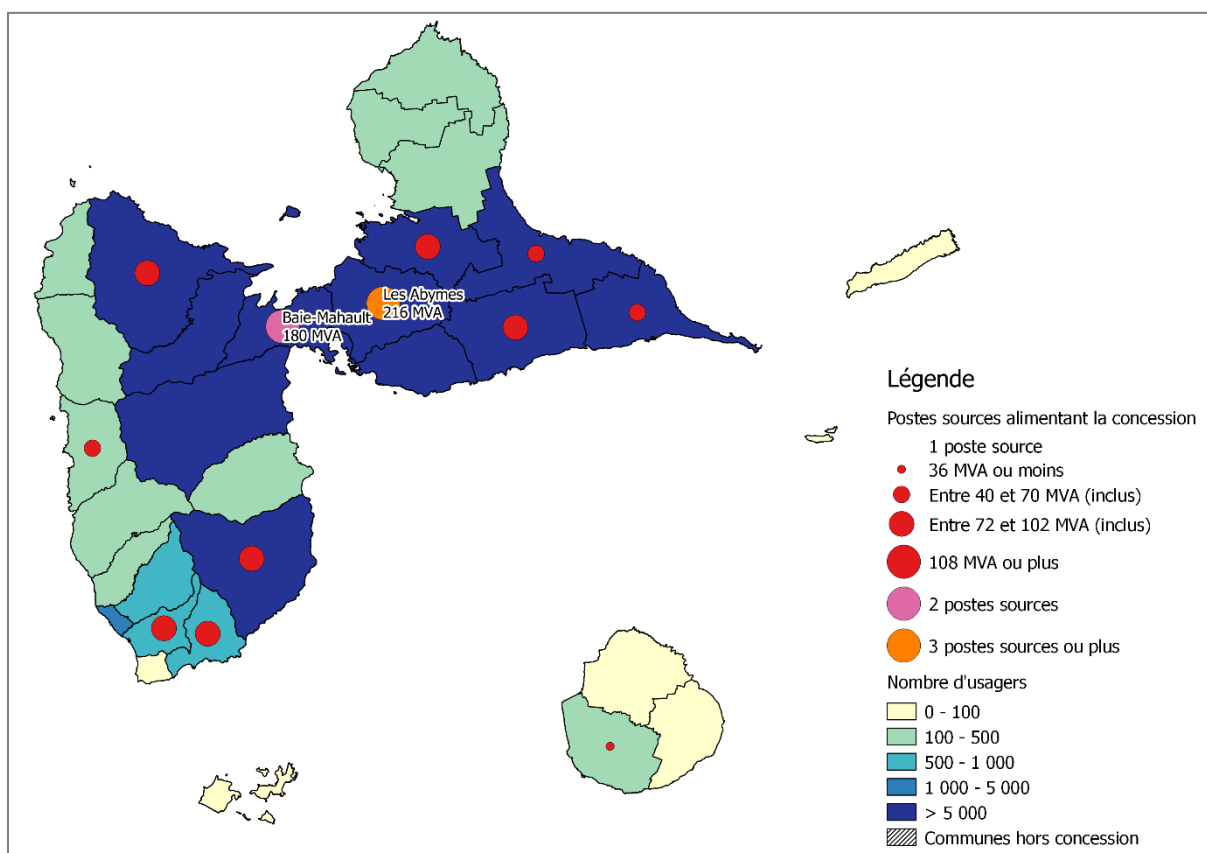 Les Abymes
216 MVA
Baie-Mahault
180 MVA
Légende
Postes sources alimentant la concession
1 poste source
36 MVA ou moins
Entre 40 et 70 MVA (inclus)
Entre 72 et 102 MVA (inclus)
108 MVA ou plus
2 postes sources
3 postes sources ou plus
Nombre d'usagers
0 - 100
100 - 500
500 - 1 000
1 000 - 5 000
> 5 000
Communes hors concession